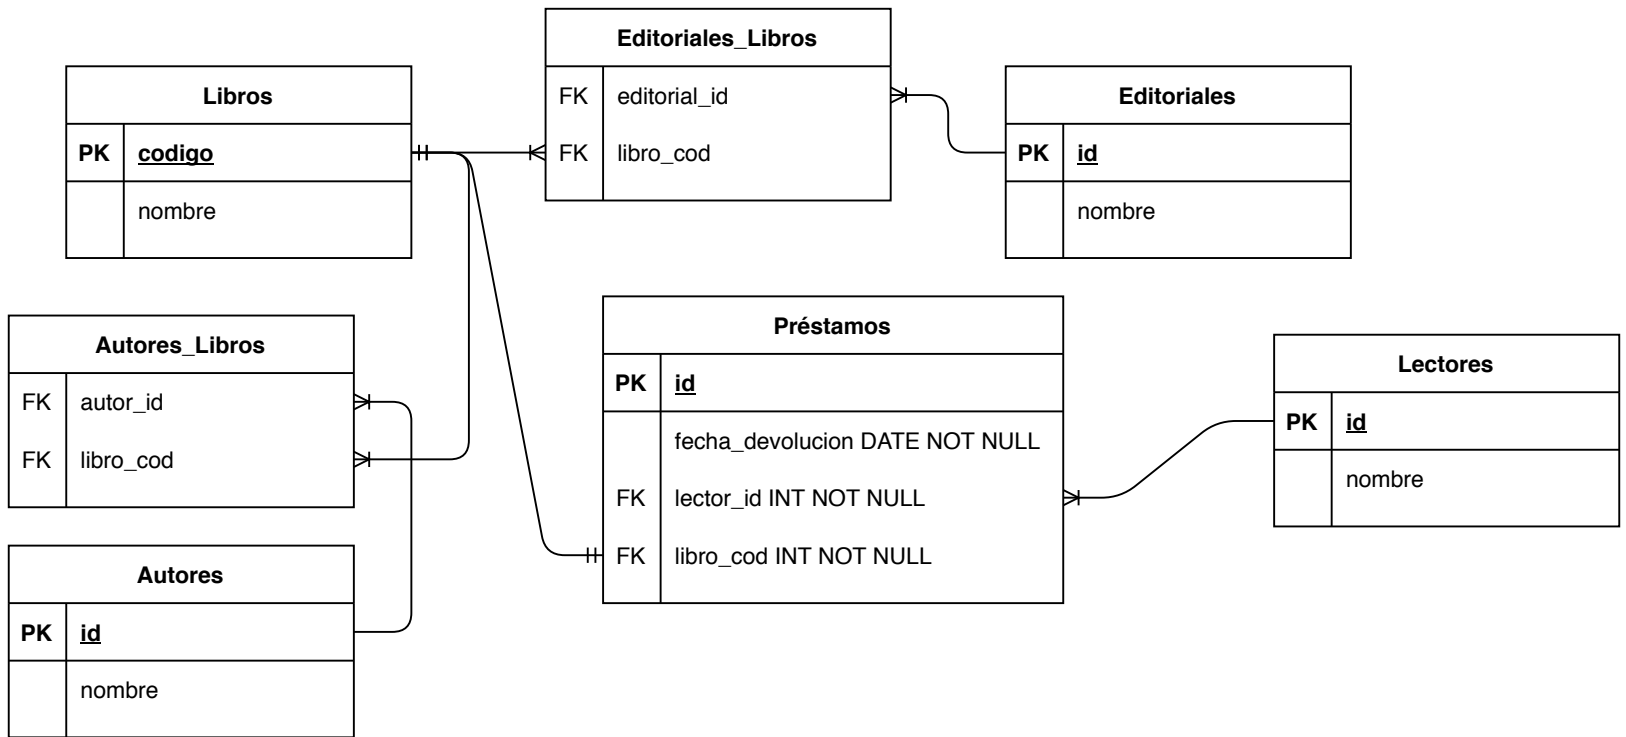 Editoriales_Libros
FK editorial_id
FK libro_cod
Libros
PK codigo
nombre
Editoriales
PK id
nombre
Autores_Libros
FK autor_id
FK libro_cod
Préstamos
PK id
fecha_devolucion DATE NOT NULL
FK lector_id INT NOT NULL
FK libro_cod INT NOT NULL
Lectores
PK id
nombre
Autores
PK id
nombre